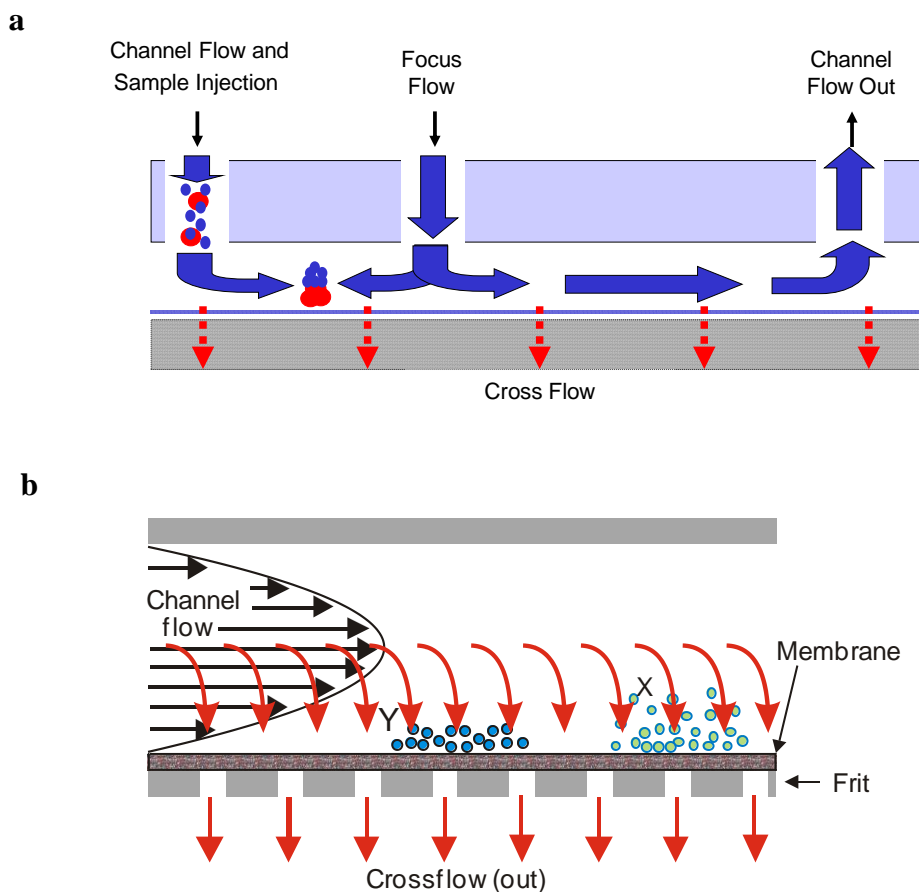 a
Channel Flow and
Sample Injection
Focus
Flow
Channel
Flow Out
Cross Flow
b
Channel
flow
Membrane
X
Y
Frit
Crossflow (out)